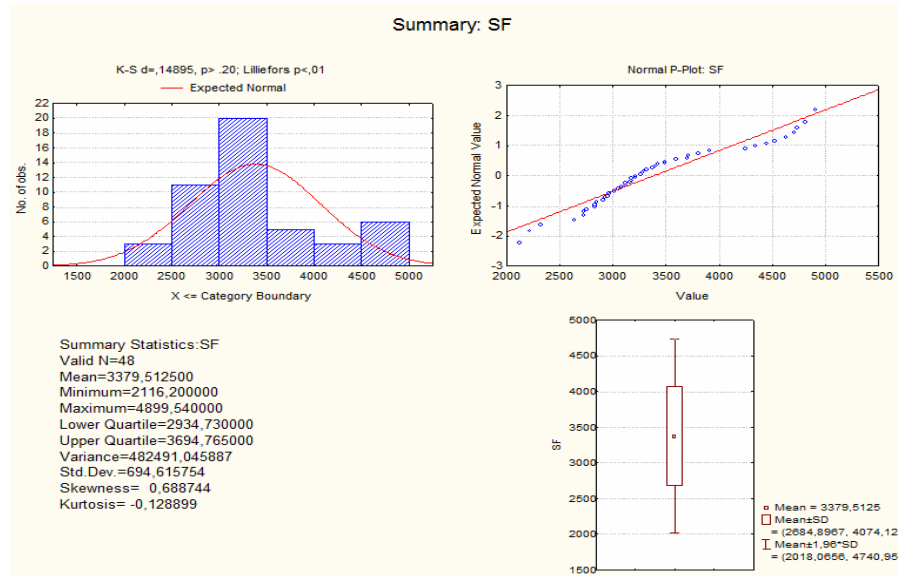 Summary: SF
K-S d=,14895, p> .20; Lilliefors p<,01
Expected Normal
22
20
18
16
14
12
10
8
6
4
2
0
No. of obs.
1500 2000 2500 3000 3500 4000 4500 5000
X <= Category Boundary
Normal P-Plot: SF
3
2
1
0
-1
-2
-3
Expected Normal Value
2000 2500 3000 3500 4000 4500 5000 5500
Value
Summary Statistics:SF
Valid N=48
Mean=3379,512500
Minimum=2116,200000
Maximum=4899,540000
Lower Quartile=2934,730000
Upper Quartile=3694,765000
Variance=482491,045887
Std.Dev.=694,615754
Skewness= 0,688744
Kurtosis= -0,128899
5000
4500
4000
3500
3000
2500
2000
1500
SF
Mean = 3379,5125
Mean±SD
= (2684,8967, 4074,12
Mean±1,96*SD
= (2018,0656, 4740,95